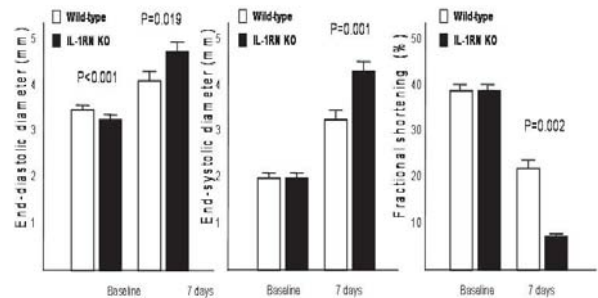 Wild-type
IL-1RN KO
P=0.019
P<0.001
End-diastolic diameter (mm.)
5
4
3
2
1
Baseline
7 days
Wild-type
IL-1RN KO
P=0.001
End-systolic diameter (mm.)
5
4
3
2
1
Baseline
7 days
Wild-type
IL-1RN KO
P=0.002
Fractional shortening (%)
50
40
30
20
10
Baseline
7 days